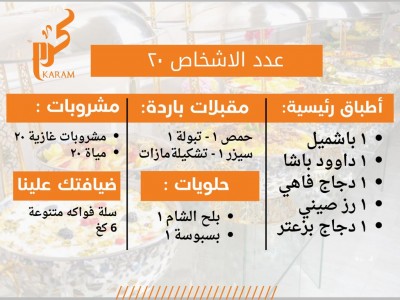 كرم
KARAM
عدد الاشخاص ٢٠
أطباق رئيسية:
١ باشميل
١ داوود باشا
١ دجاج فاهي
١ رز صيني
١ دجاج بزعتر
مقبلات باردة:
حمص ١ - تبولة ١
سيزر ١ - تشكيلة مازات
حلويات :
بلح الشام ١
بسبوسة ١
مشروبات :
مشروبات غازية ٢٠
مياة ٢٠
ضيافتك علينا
سلة فواكه متنوعة
6 كغ